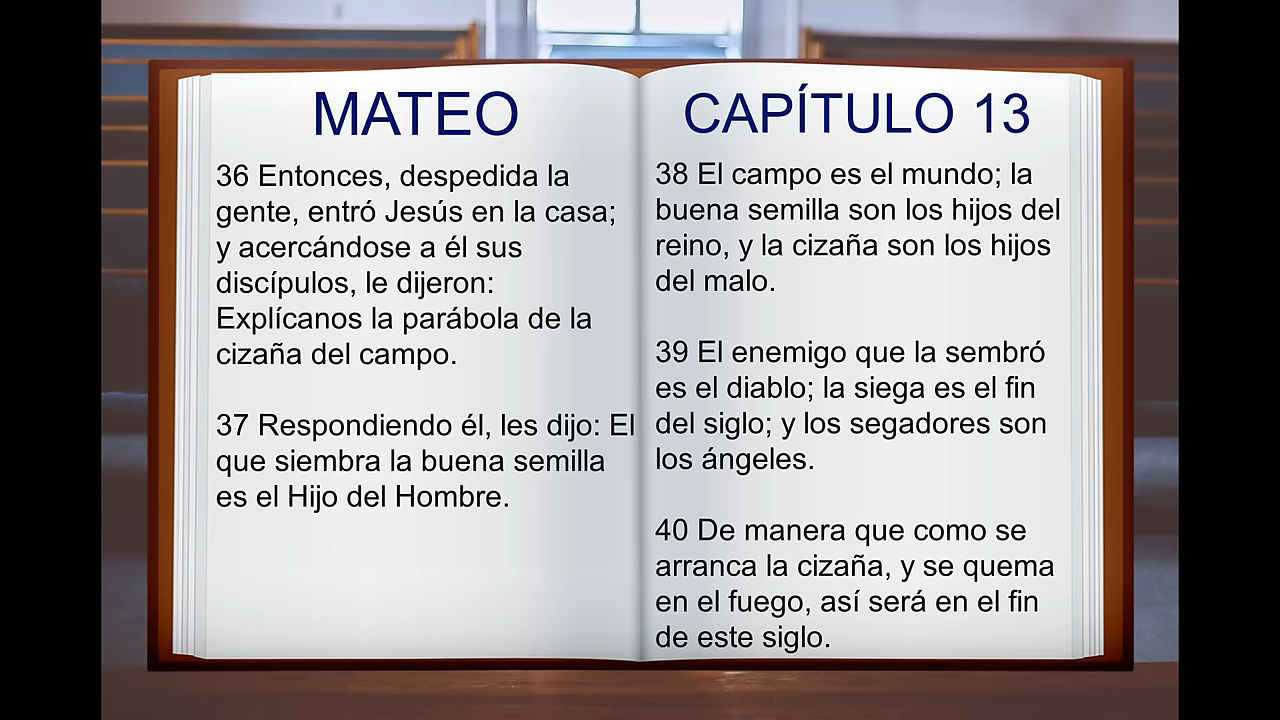 MATEO
36 Entonces, despedida la
gente, entró Jesús en la casa;
y acercándose a él sus
discípulos, le dijeron:
Explícanos la parábola de la
cizaña del campo.
37 Respondiendo él, les dijo: El
que siembra la buena semilla
es el Hijo del Hombre.
CAPÍTULO 13
38 El campo es el mundo; la
buena semilla son los hijos del
reino, y la cizaña son los hijos
del malo.
39 El enemigo que la sembró
es el diablo; la siega es el fin
del siglo; y los segadores son
los ángeles.
40 De manera que como se
arranca la cizaña, y se quema
en el fuego, así será en el fin
de este siglo.